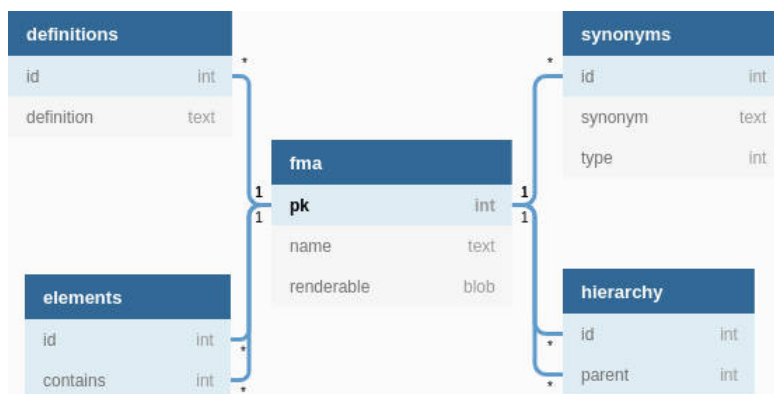 definitions
id int
definition text
synonyms
id int
synonym text
type int
fma
pk int
name text
renderable blob
elements
id int
contains int
hierarchy
id int
parent int
*
*
1
1
1
1
*
*
*
*